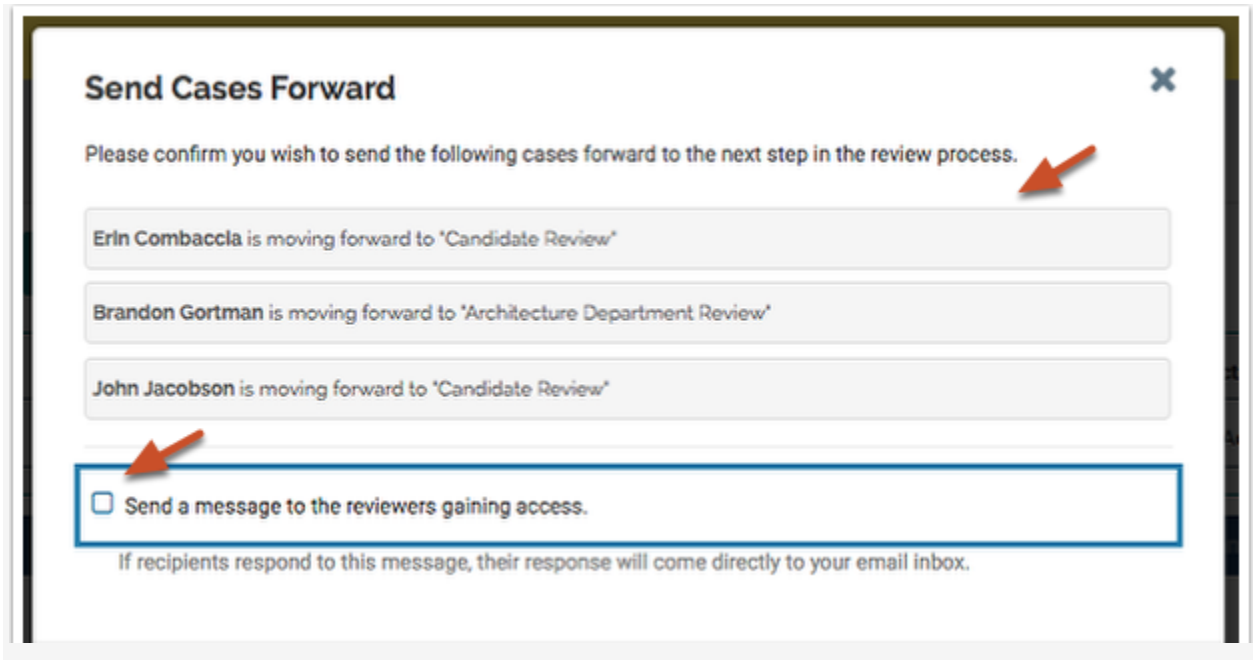 Send Cases Forward
Please confirm you wish to send the following cases forward to the next step in the review process.
Erin Combaccia is moving forward to "Candidate Review"
Brandon Gortman is moving forward to "Architecture Department Review"
John Jacobson is moving forward to "Candidate Review"
Send a message to the reviewers gaining access.
If recipients respond to this message, their response will come directly to your email inbox.